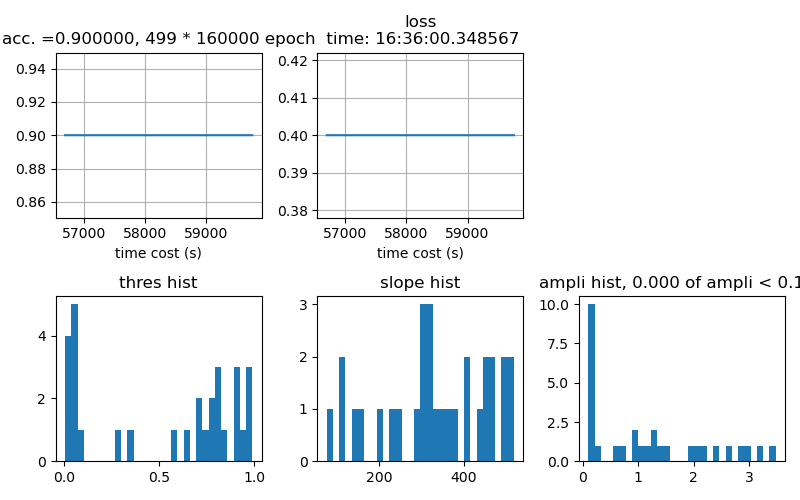 loss
acc. =0.900000, 499 * 160000 epoch time: 16:36:00.348567
0.94
0.92
0.90
0.88
0.86
57000 58000 59000
time cost (s)
0.42
0.41
0.40
0.39
0.38
57000 58000 59000
time cost (s)
thres hist
4
2
0
0.0 0.5 1.0
slope hist
3
2
1
0
200 400
ampli hist, 0.000 of ampli < 0.1
10.0
7.5
5.0
2.5
0.0
0 1 2 3